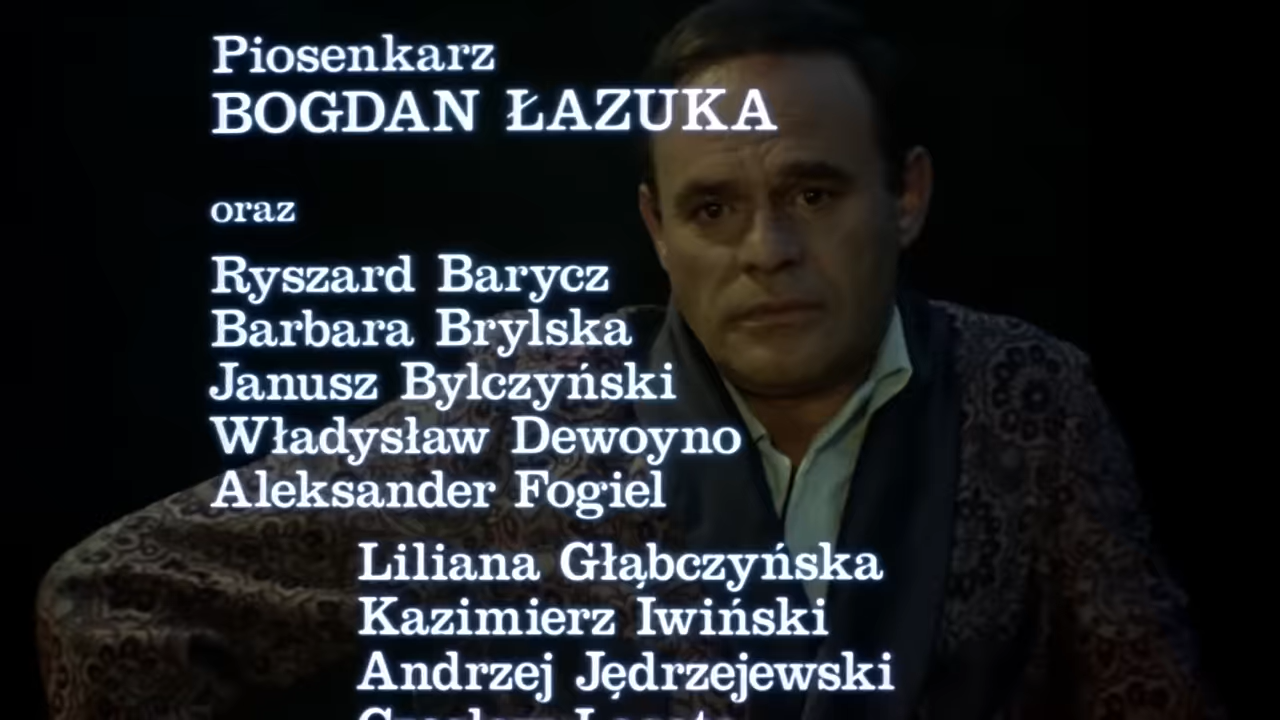 Piosenkarz
BOGDAN ŁAZUKA
oraz
Ryszard Barycz
Barbara Brylska
Janusz Bylczyński
Władysław Dewoyno
Aleksander Fogiel
Liliana Głąbczyńska
Kazimierz Iwiński
Andrzej Jędrzejewski